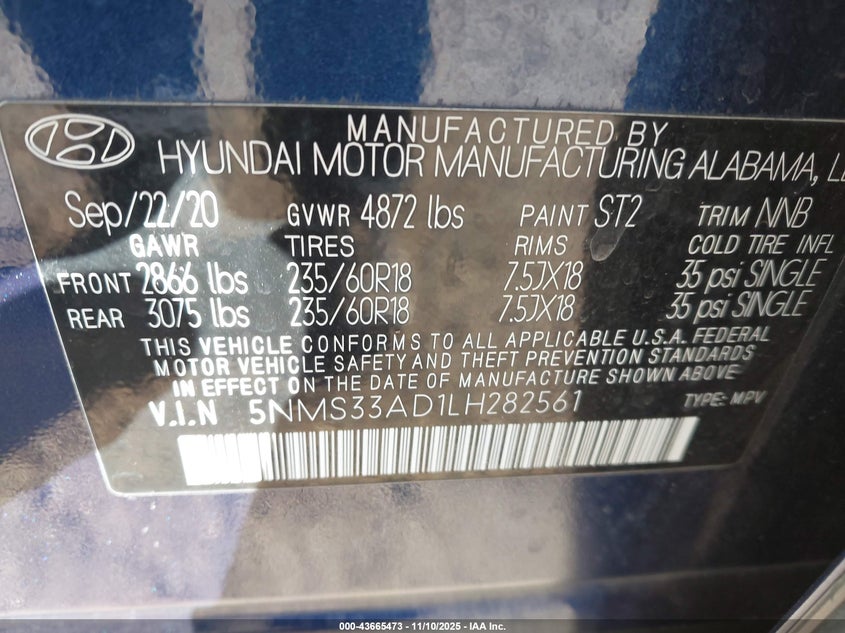 MANUFACTURED BY
HYUNDAI MOTOR MANUFACTURING ALABAMA,
Sep/22/20 GVWR 4872 lbs PAINT ST2 TRIM NNB
GAWR TIRES RIMS COLD TIRE INFL
FRONT 2866 lbs 235/60R18 7.5JX18 35 psi SINGLE
REAR 3075 lbs 235/60R18 7.5JX18 35 psi SINGLE
THIS VEHICLE CONFORMS TO ALL APPLICABLE U.S.A. FEDERAL
MOTOR VEHICLE SAFETY AND THEFT PREVENTION STANDARDS
IN EFFECT ON THE DATE OF MANUFACTURE SHOWN ABOVE
V.I.N 5NMS33AD1LH282561 TYPE: MPV
000-43665473 - 11/10/2025 - IAA Inc.